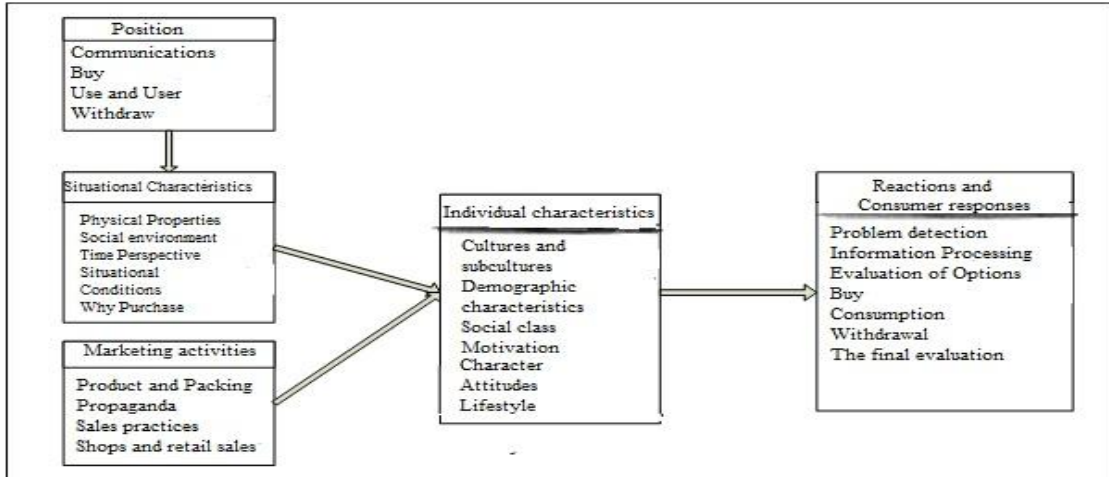 Position
Communications
Buy
Use and User
Withdraw
Situational Characteristics
Physical Properties
Social environment
Time Perspective
Situational
Conditions
Why Purchase
Marketing activities
Product and Packing
Propaganda
Sales practices
Shops and retail sales
Individual characteristics
Cultures and
subcultures
Demographic
characteristics
Social class
Motivation
Character
Attitudes
Lifestyle
Reactions and
Consumer responses
Problem detection
Information Processing
Evaluation of Options
Buy
Consumption
Withdrawal
The final evaluation